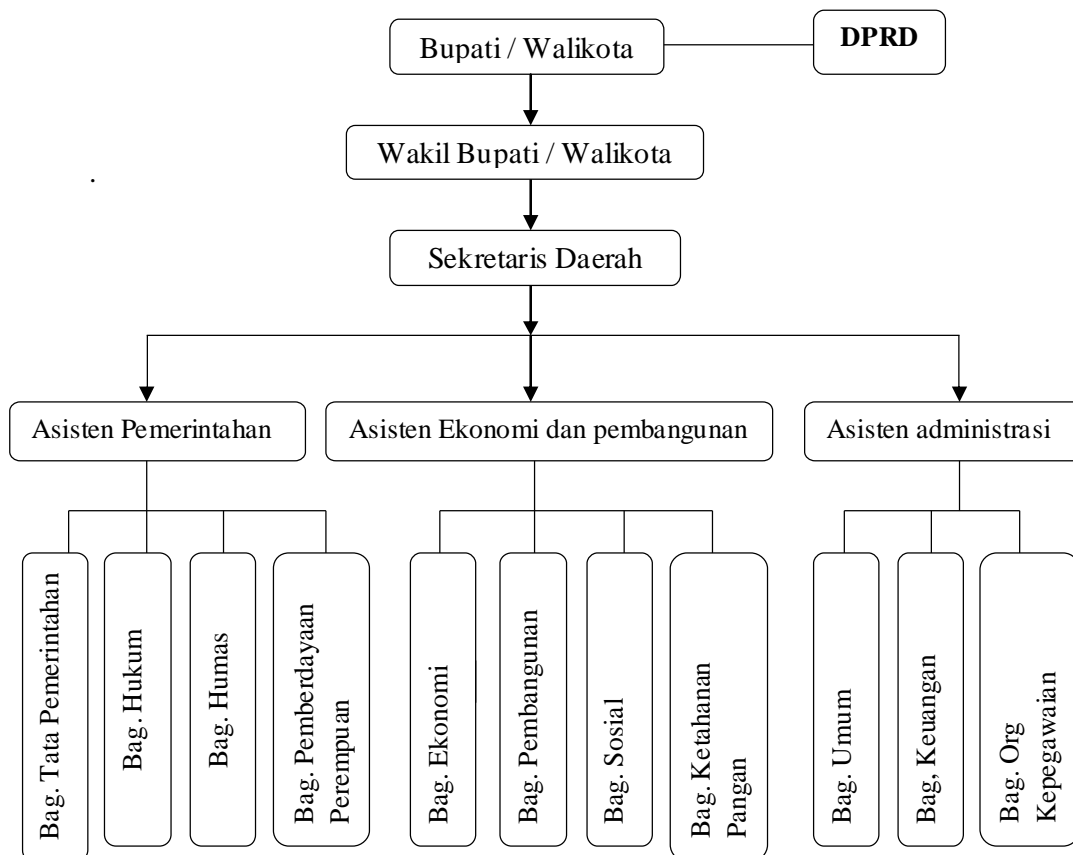 Bupati / Walikota
DPRD
Wakil Bupati / Walikota
.
Sekretaris Daerah
Asisten Pemerintahan
Asisten Ekonomi dan pembangunan
Asisten administrasi
Bag. Tata Pemerintahan
Bag. Hukum
Bag. Humas
Bag. Pemberdayaan
Perempuan
Bag. Ekonomi
Bag. Pembangunan
Bag. Sosial
Bag. Ketahanan
Pangan
Bag. Umum
Bag, Keuangan
Bag. Org
Kepegawaian